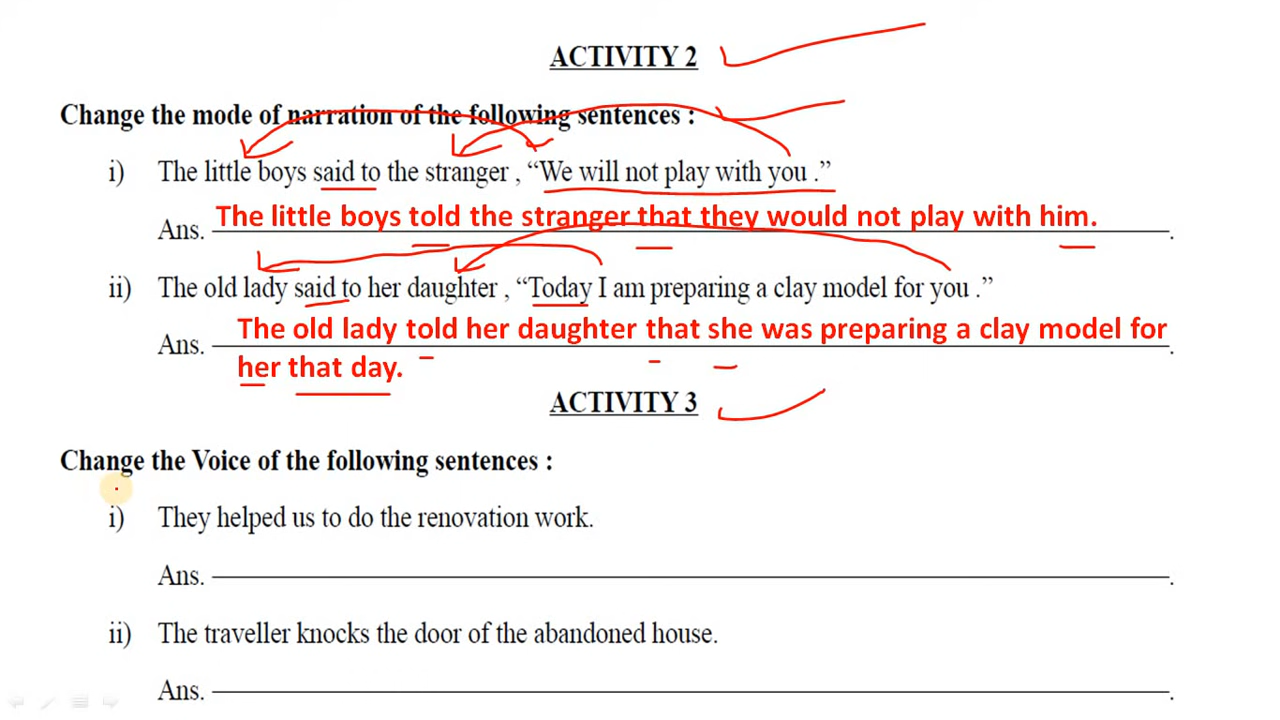 ACTIVITY 2
Change the mode of narration of the following sentences :
i) The little boys said to the stranger , “We will not play with you .”
The little boys told the stranger that they would not play with him.
Ans. .
ii) The old lady said to her daughter , “Today I am preparing a clay model for you .”
The old lady told her daughter that she was preparing a clay model for
Ans. .
her that day.
ACTIVITY 3
Change the Voice of the following sentences :
i) They helped us to do the renovation work.
Ans. .
ii) The traveller knocks the door of the abandoned house.
Ans. .